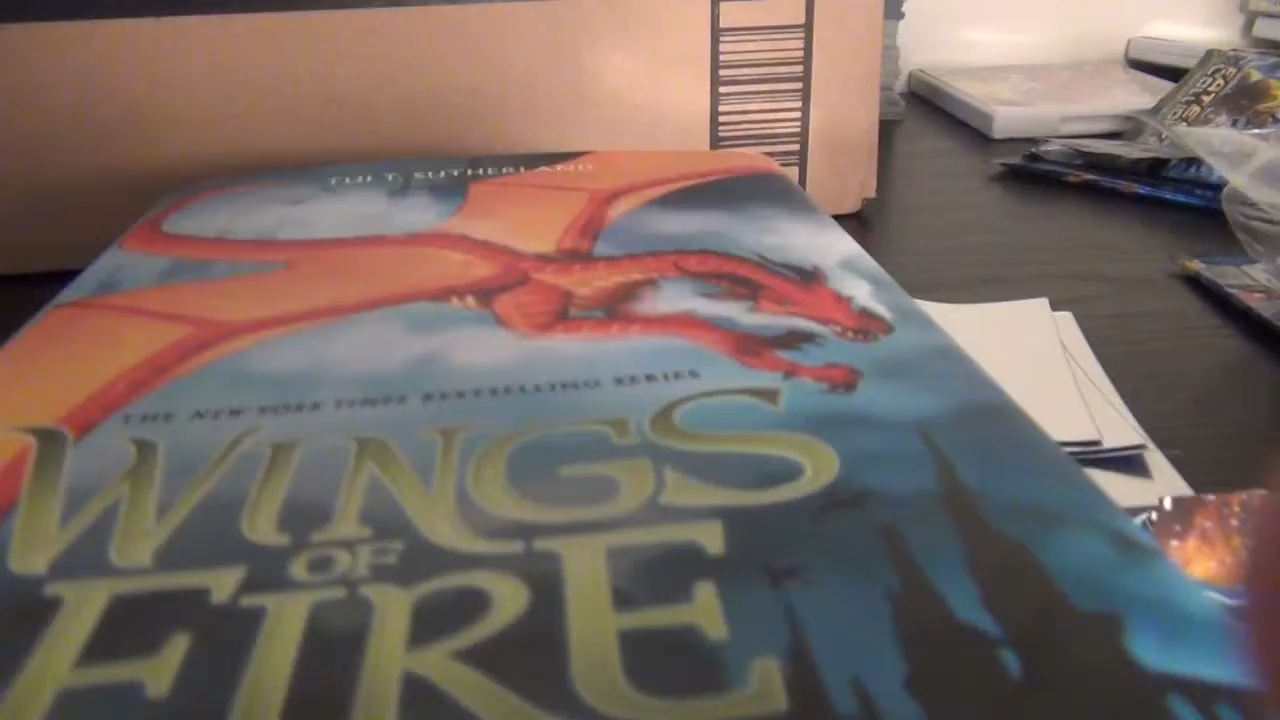 TUI T. SUTHERLAND
THE NEW YORK TIMES BESTSELLING SERIES
WINGS
OF
FIRE